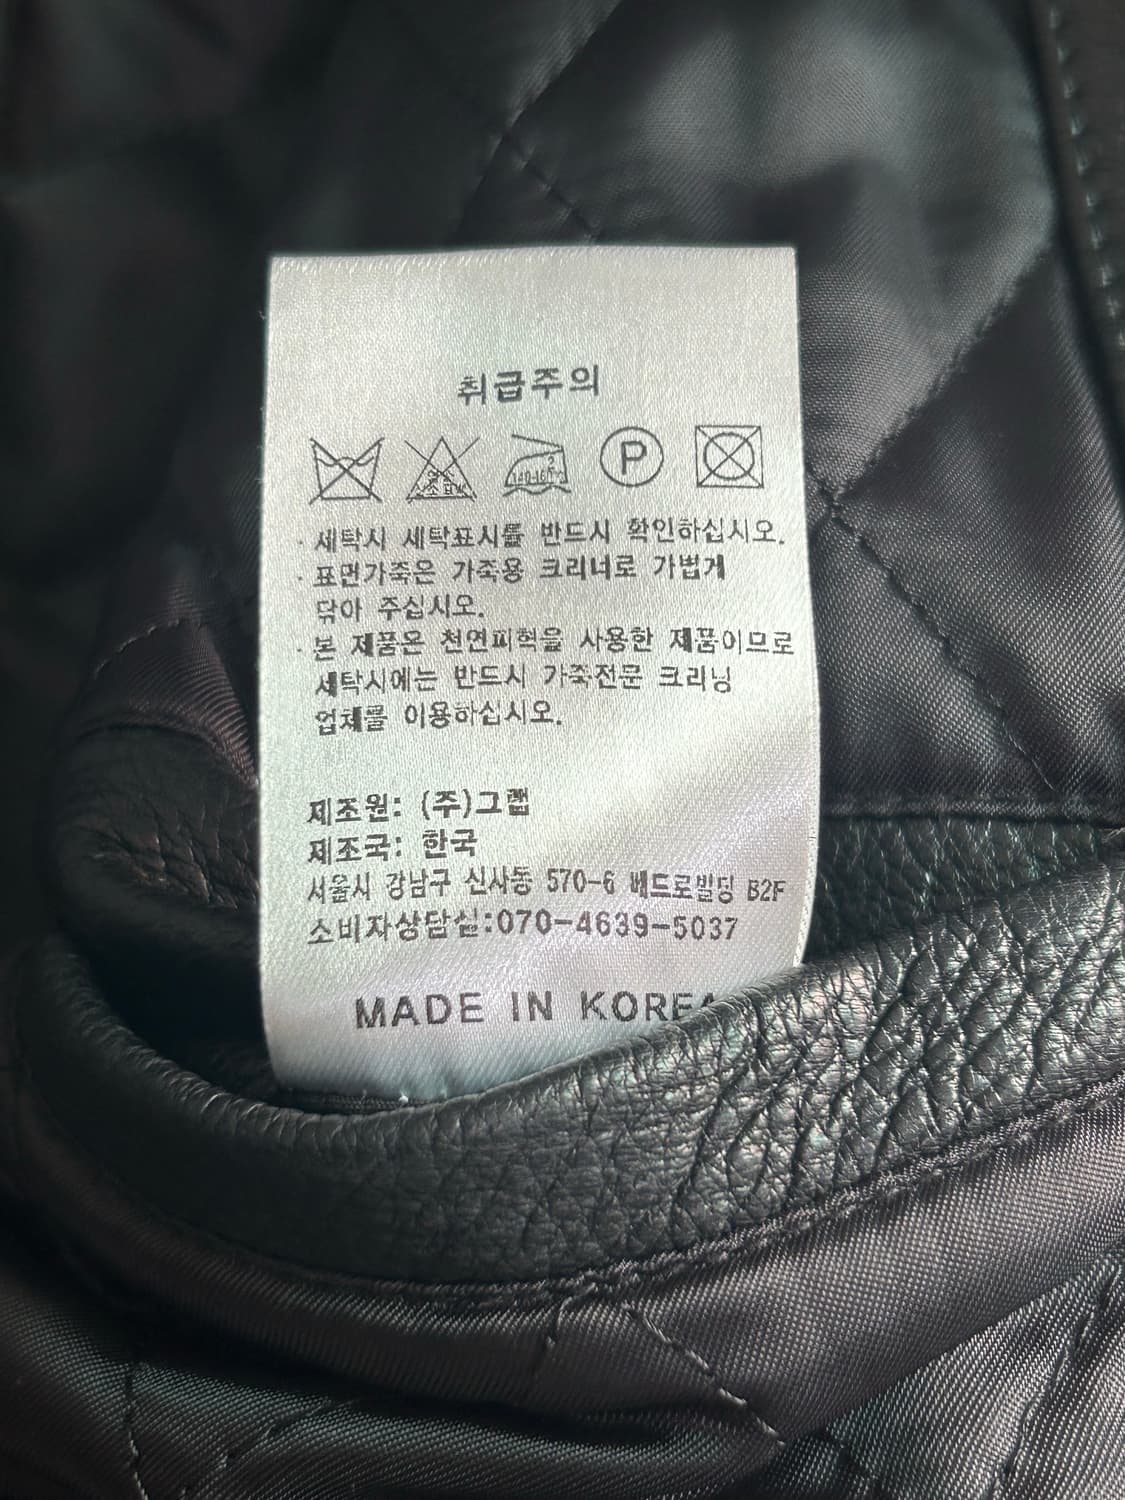 취급주의
P
· 세탁시 세탁표시를 반드시 확인하십시오.
· 표면가죽은 가죽용 크리너로 가볍게
닦아 주십시오.
· 본 제품은 천연피혁을 사용한 제품이므로
세탁시에는 반드시 가죽전문 크리닝
업체를 이용하십시오.
제조원: (주)그랩
제조국: 한국
서울시 강남구 신사동 570-6 베드로빌딩 B2F
소비자상담실:070-4639-5037
MADE IN KOREA